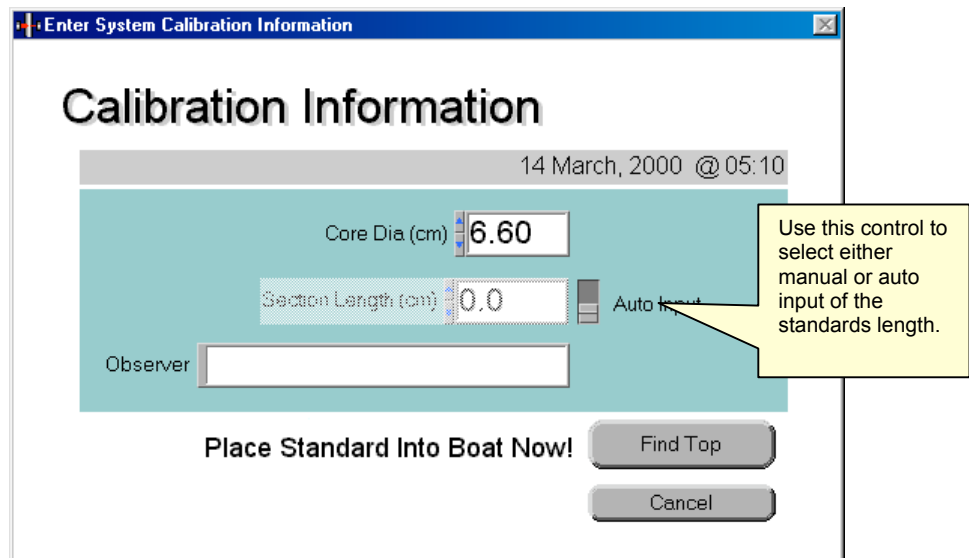 Enter System Calibration Information
Calibration Information
14 March, 2000 @ 05:10
Core Dia (cm) 6.60
Section Length (cm) 0.0 Auto Input
Observer
Use this control to
select either
manual or auto
input of the
standards length.
Place Standard Into Boat Now! Find Top
Cancel